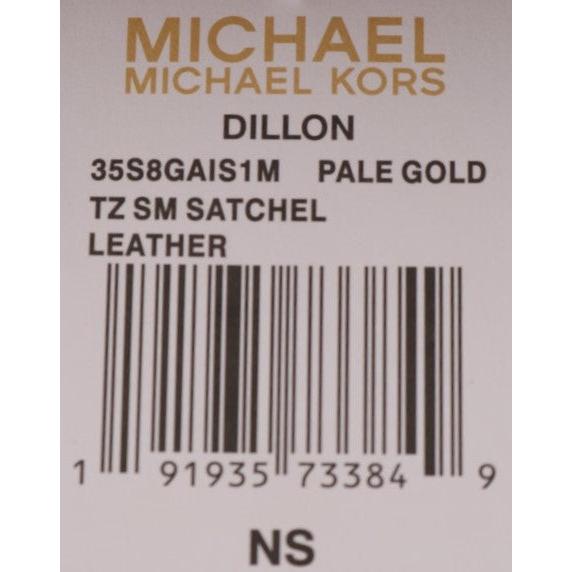 MICHAEL
MICHAEL KORS
DILLON
35S8GAIS1M PALE GOLD
TZ SM SATCHEL
LEATHER
1 91935 73384 9
NS